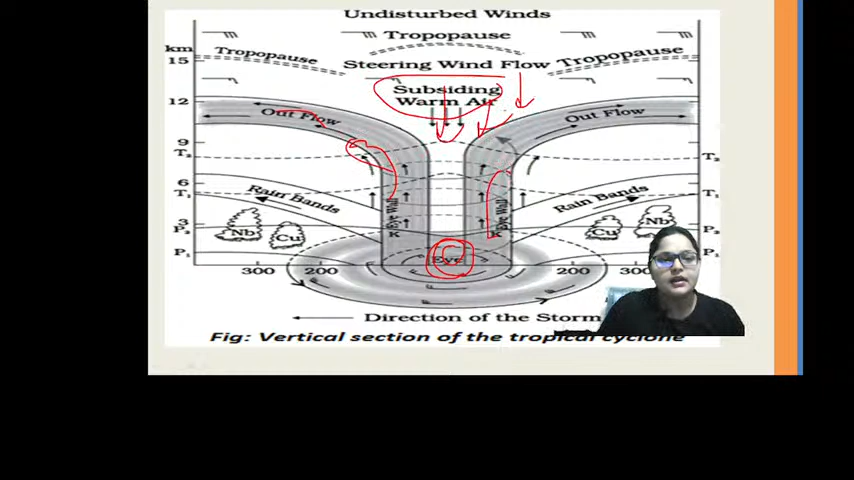 Undisturbed Winds
Tropopause
km
Tropopause
Tropopause
15
Steering Wind Flow
Subsiding
Warm Air
12
Out Flow
Out Flow
9
T₂
T₂
6
T₁
T₁
Rain Bands
Rain Bands
Eye Wall
Eye Wall
3
P₂
Nb
Cu
K
K
Cu
Nb
P₁
Eye
300
200
200
300
Direction of the Storm
Fig: Vertical section of the tropical cyclone